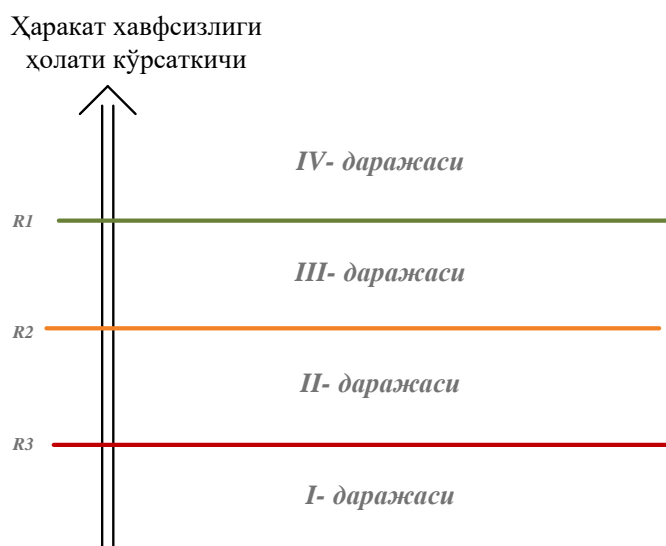 Ҳаракат хавфсизлиги
ҳолати кўрсаткичи
IV- даражаси
R1
III- даражаси
R2
II- даражаси
R3
I- даражаси